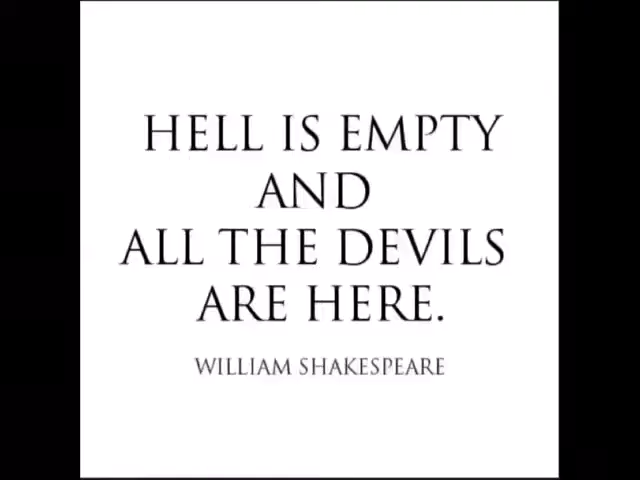 HELL IS EMPTY
AND
ALL THE DEVILS
ARE HERE.
WILLIAM SHAKESPEARE